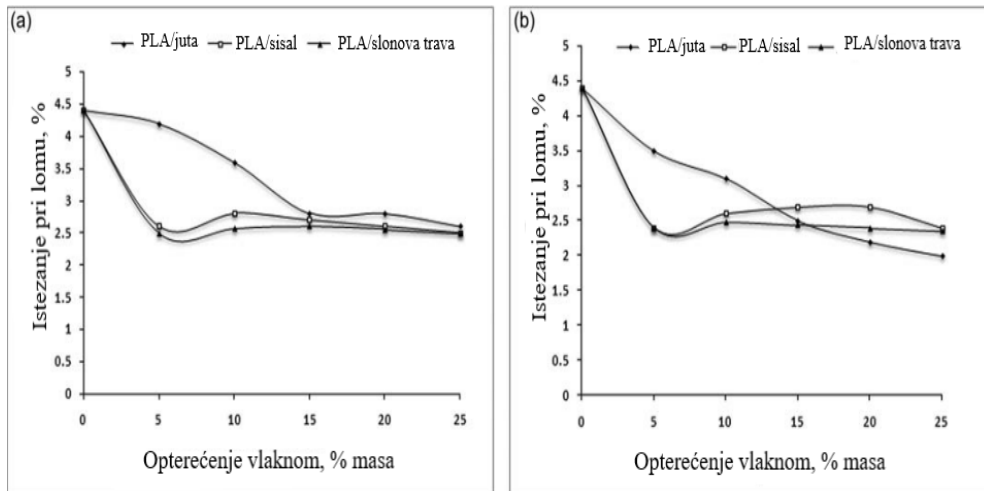 (a)
PLA/juta PLA/sisal PLA/slonova trava
Istezanje pri lomu, %
5
4.5
4
3.5
3
2.5
2
1.5
1
0.5
0
0 5 10 15 20 25
Opterećenje vlaknom, % masa
(b)
PLA/juta PLA/sisal PLA/slonova trava
Istezanje pri lomu, %
5
4.5
4
3.5
3
2.5
2
1.5
1
0.5
0
0 5 10 15 20 25
Opterećenje vlaknom, % masa